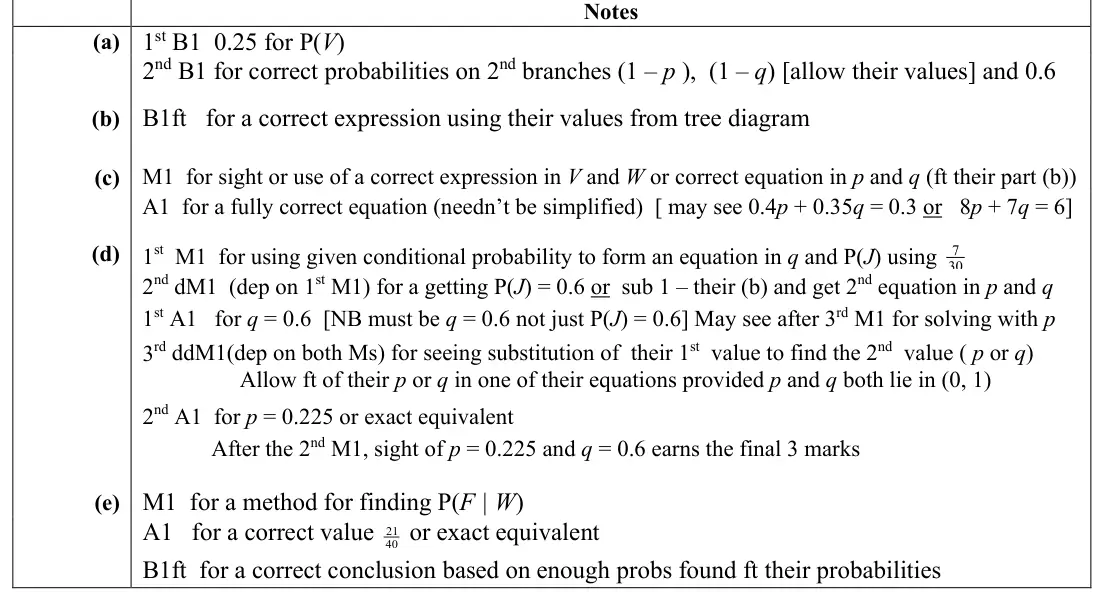 Notes
(a) 1st B1 0.25 for P(V)
2nd B1 for correct probabilities on 2nd branches (1 – p ), (1 – q) [allow their values] and 0.6
(b) B1ft for a correct expression using their values from tree diagram
(c) M1 for sight or use of a correct expression in V and W or correct equation in p and q (ft their part (b))
A1 for a fully correct equation (needn’t be simplified) [ may see 0.4p + 0.35q = 0.3 or 8p + 7q = 6]
(d) 1st M1 for using given conditional probability to form an equation in q and P(J) using 7/30
2nd dM1 (dep on 1st M1) for a getting P(J) = 0.6 or sub 1 – their (b) and get 2nd equation in p and q
1st A1 for q = 0.6 [NB must be q = 0.6 not just P(J) = 0.6] May see after 3rd M1 for solving with p
3rd ddM1(dep on both Ms) for seeing substitution of their 1st value to find the 2nd value ( p or q)
Allow ft of their p or q in one of their equations provided p and q both lie in (0, 1)
2nd A1 for p = 0.225 or exact equivalent
After the 2nd M1, sight of p = 0.225 and q = 0.6 earns the final 3 marks
(e) M1 for a method for finding P(F | W)
A1 for a correct value 21/40 or exact equivalent
B1ft for a correct conclusion based on enough probs found ft their probabilities